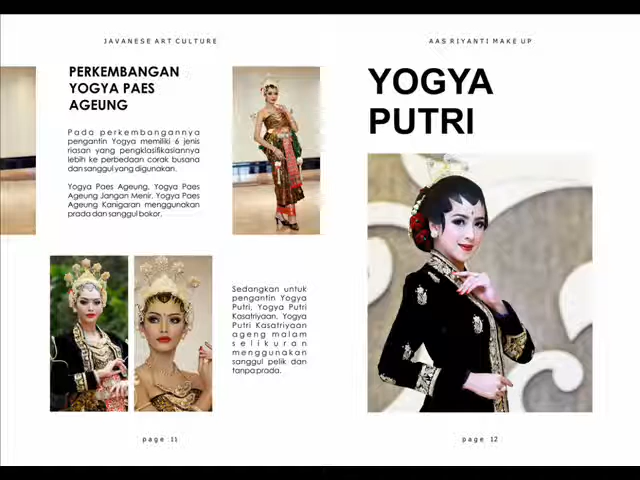 JAVANESE ART CULTURE
PERKEMBANGAN
YOGYA PAES
AGEUNG
Pada perkembangannya
pengantin Yogya memiliki 6 jenis
riasan yang pengklasifikasiannya
lebih ke perbedaan corak busana
dan sanggul yang digunakan.
Yogya Paes Ageung, Yogya Paes
Ageung Jangan Menir, Yogya Paes
Ageung Kanigaran menggunakan
prada dan sanggul bokor.
Sedangkan untuk
pengantin Yogya
Putri, Yogya Putri
Kasatriyaan, Yogya
Putri Kasatriyaan
ageng malam
selikuran
menggunakan
sanggul pelik dan
tanpa prada.
page 11
AAS RIYANTI MAKE UP
YOGYA
PUTRI
page 12